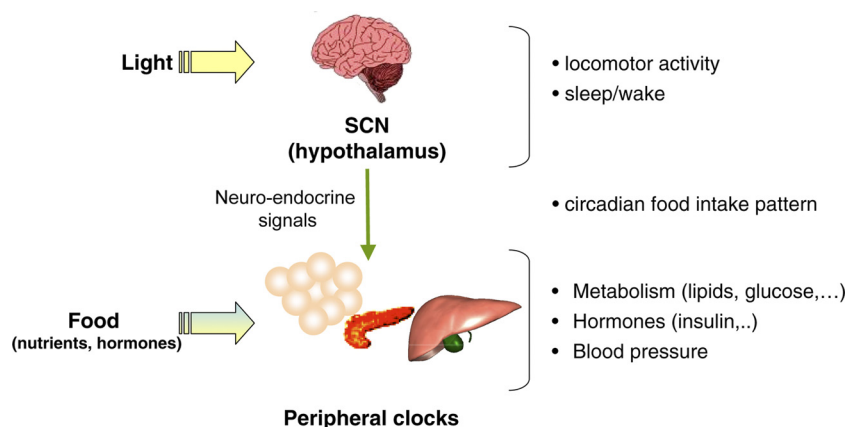 Light
SCN
(hypothalamus)
• locomotor activity
• sleep/wake
Neuro-endocrine
signals
• circadian food intake pattern
Food
(nutrients, hormones)
• Metabolism (lipids, glucose,...)
• Hormones (insulin,..)
• Blood pressure
Peripheral clocks